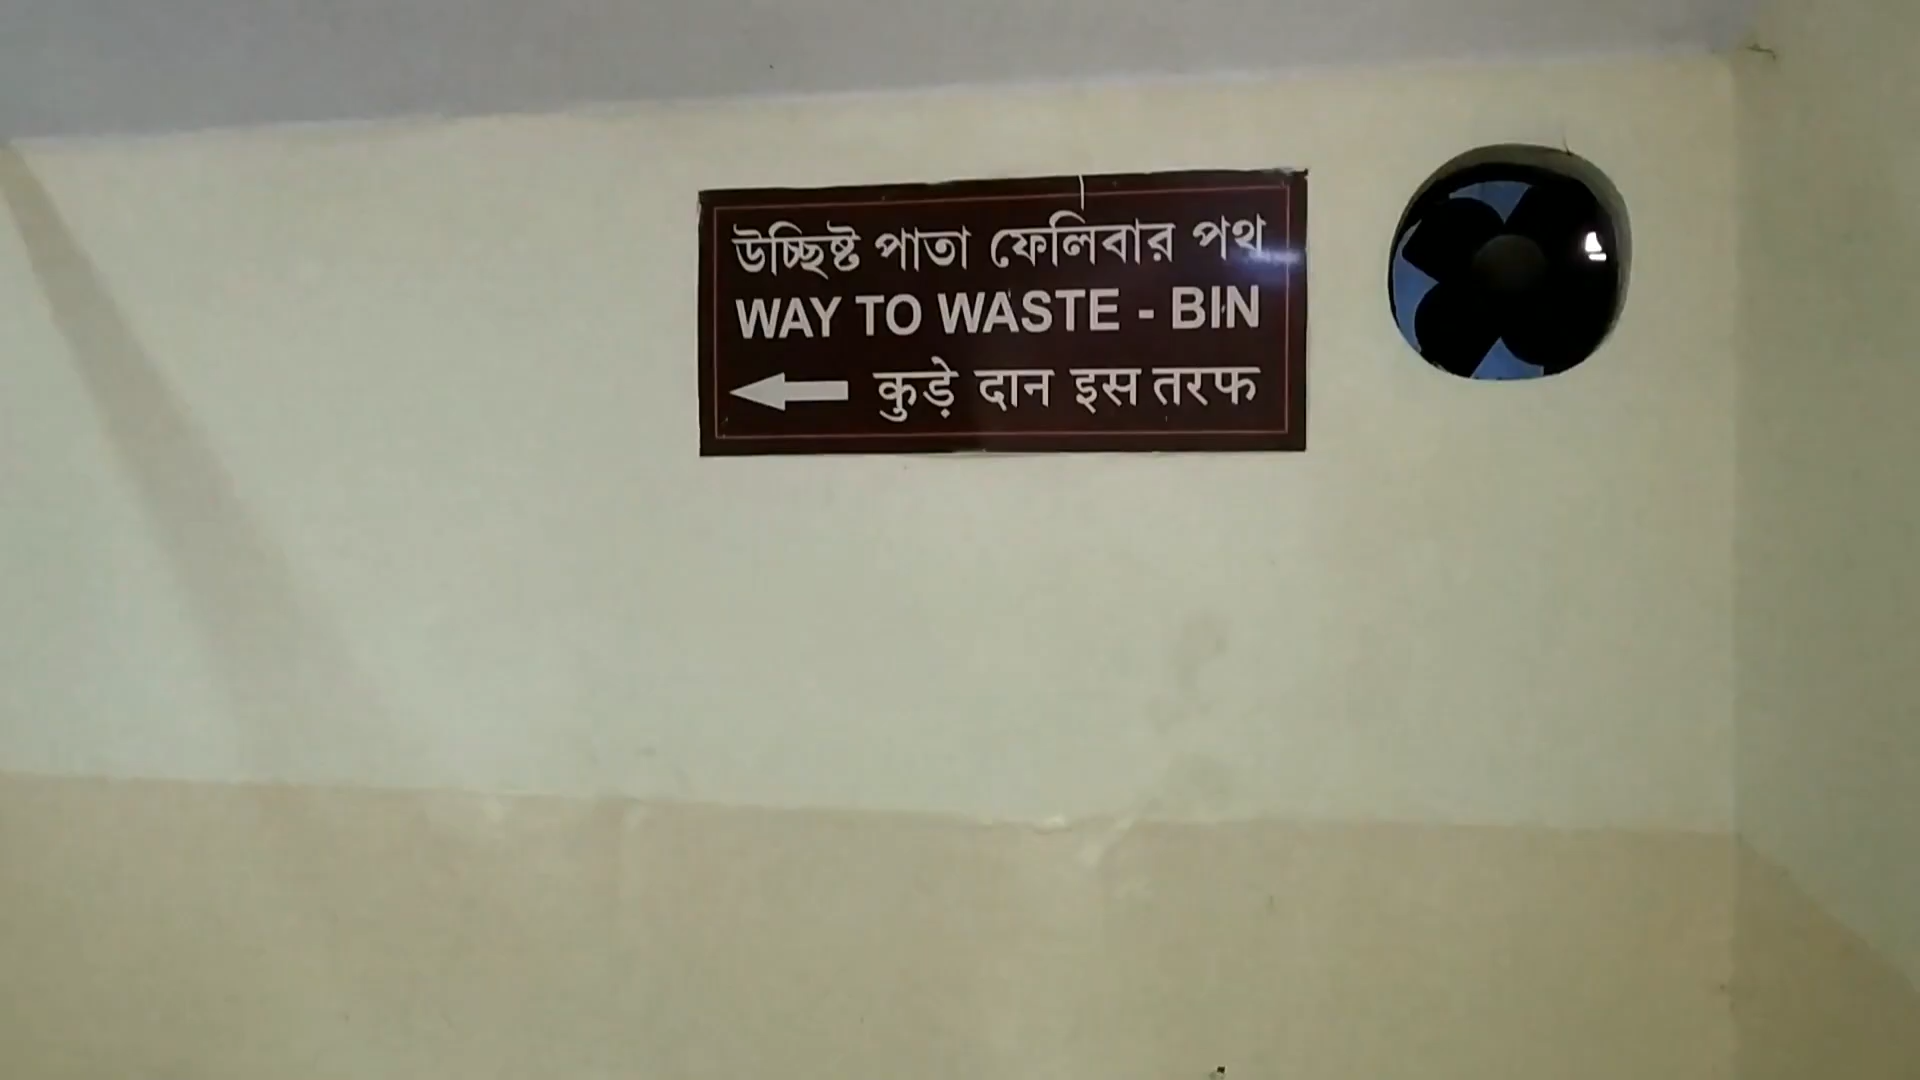 উচ্ছিষ্ট পাতা ফেলিবার পথ
WAY TO WASTE - BIN
कुड़े दान इस तरफ